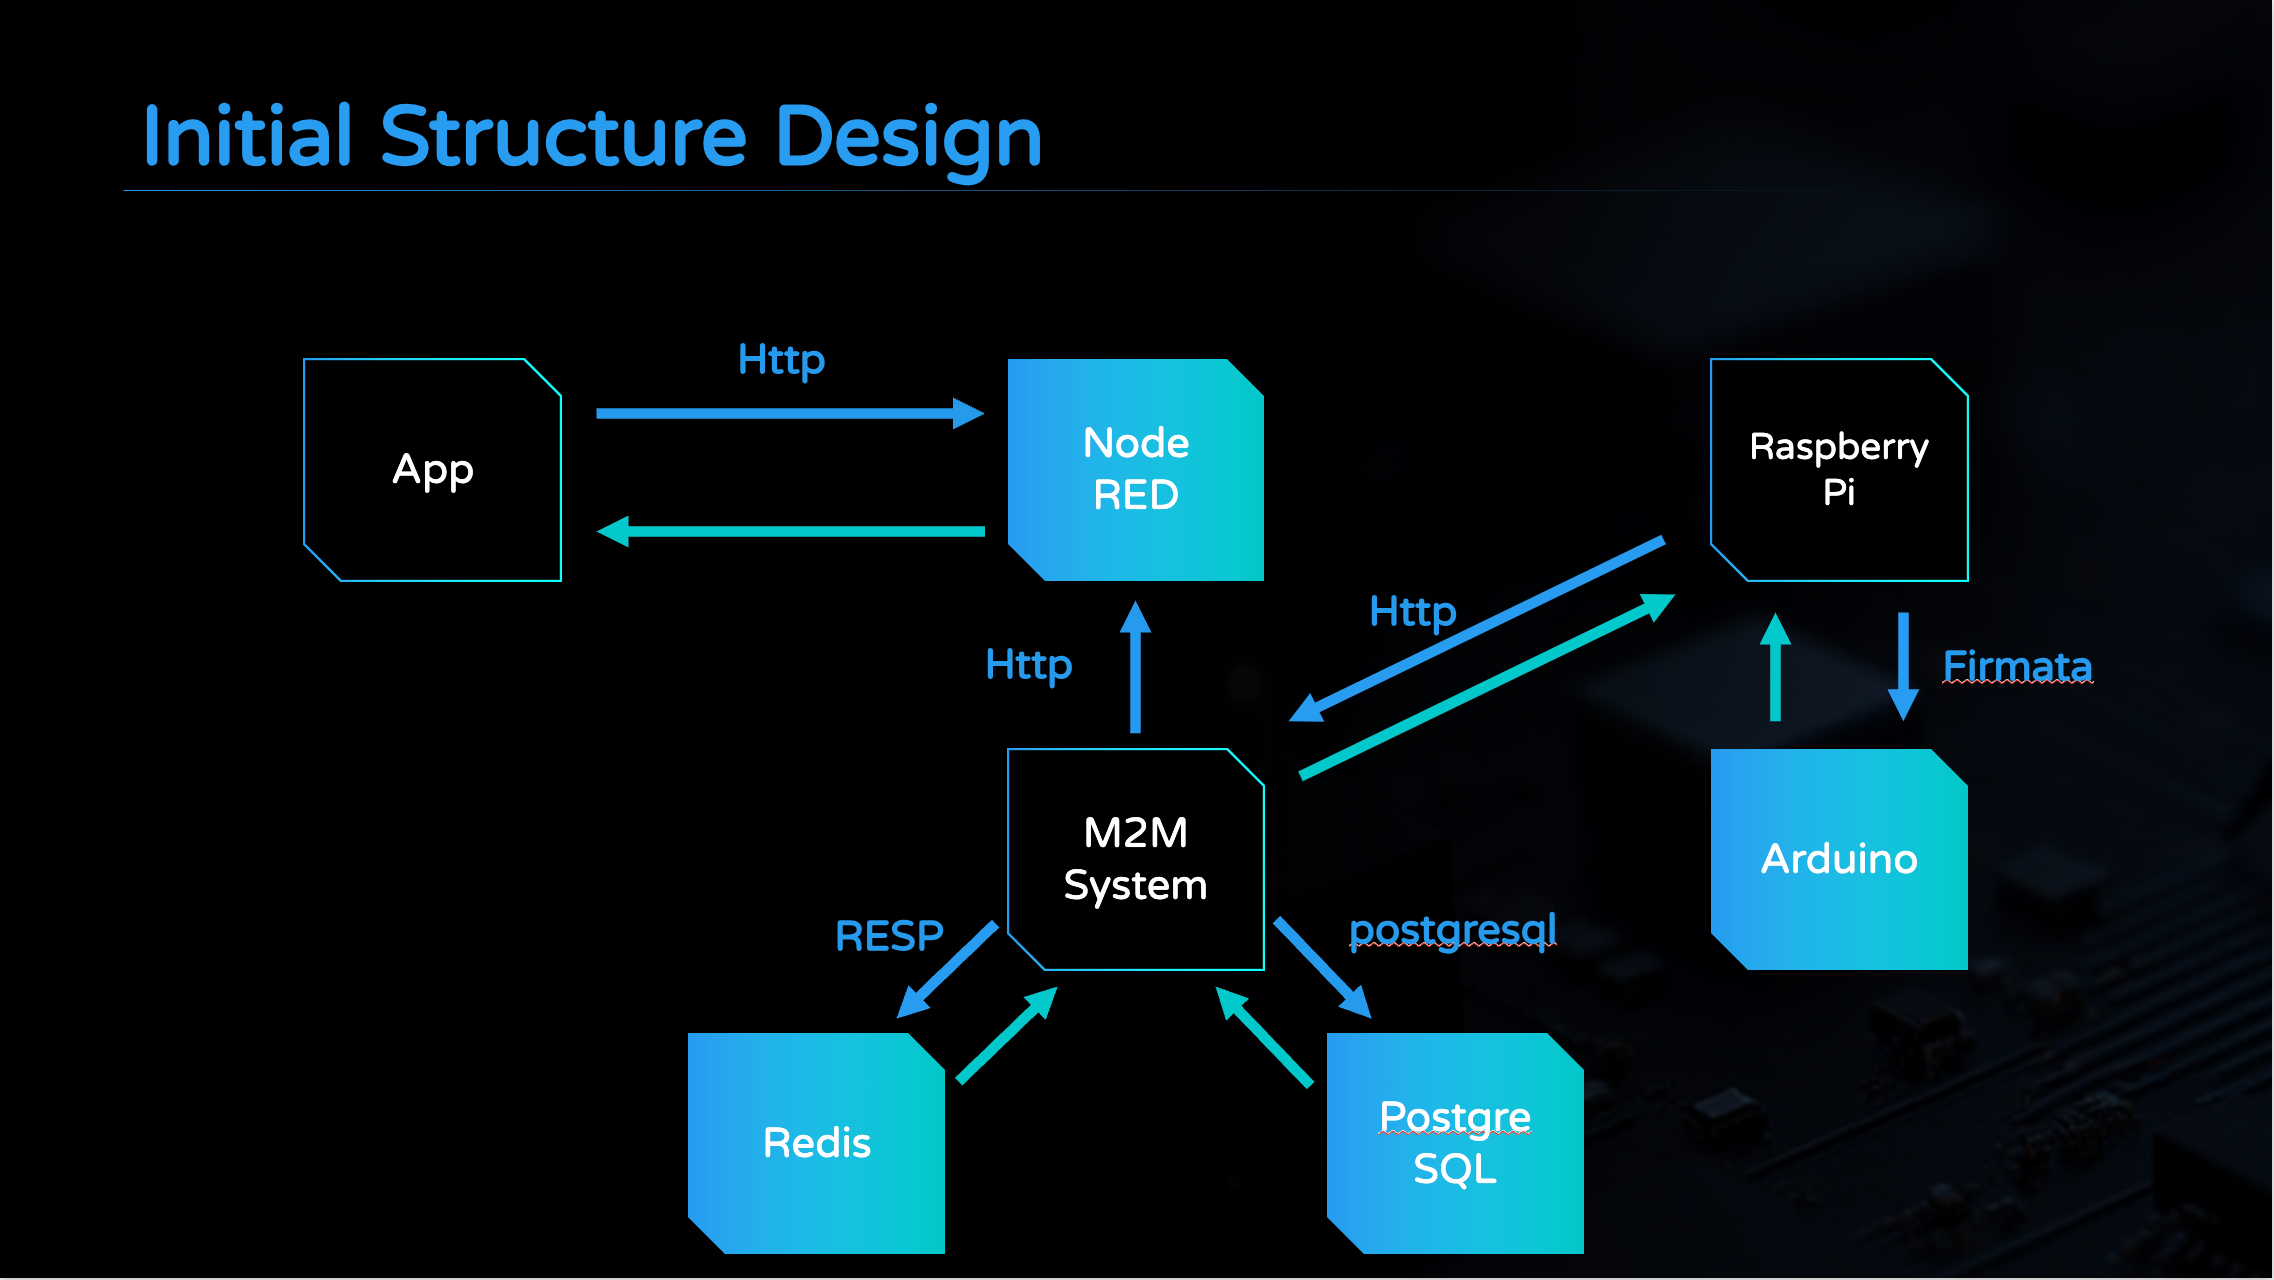 Initial Structure Design
Http
App
Node
RED
Raspberry
Pi
Http
Http
Firmata
M2M
System
Arduino
RESP
postgresql
Redis
Postgre
SQL